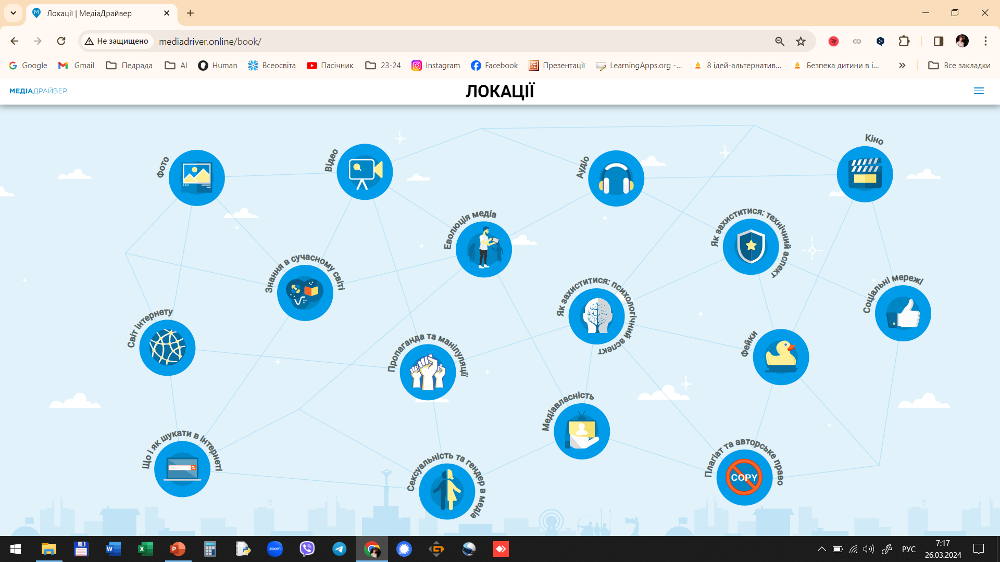 Локації | МедіаДрайвер
Не защищено
mediadriver.online/book/
Google
Gmail
Педрада
AI
Human
Всеосвіта
Пасічник
23-24
Instagram
Facebook
Презентації
LearningApps.org -...
8 ідей-альтернатив...
Безпека дитини в і...
Все закладки
МЕДІАДРАЙВЕР
ЛОКАЦІЇ
Фото
Відео
Аудіо
Кіно
Еволюція медіа
Як захиститися: технічний аспект
Знання в сучасному світі
Як захиститися: психологічний аспект
Соціальні мережі
Світ інтернету
Пропаганда та маніпуляції
Фейки
Медіавласність
Що і як шукати в інтернеті
Сексуальність та гендер в медіа
Плагіат та авторське право
COPY
zoom
РУС
7:17
26.03.2024